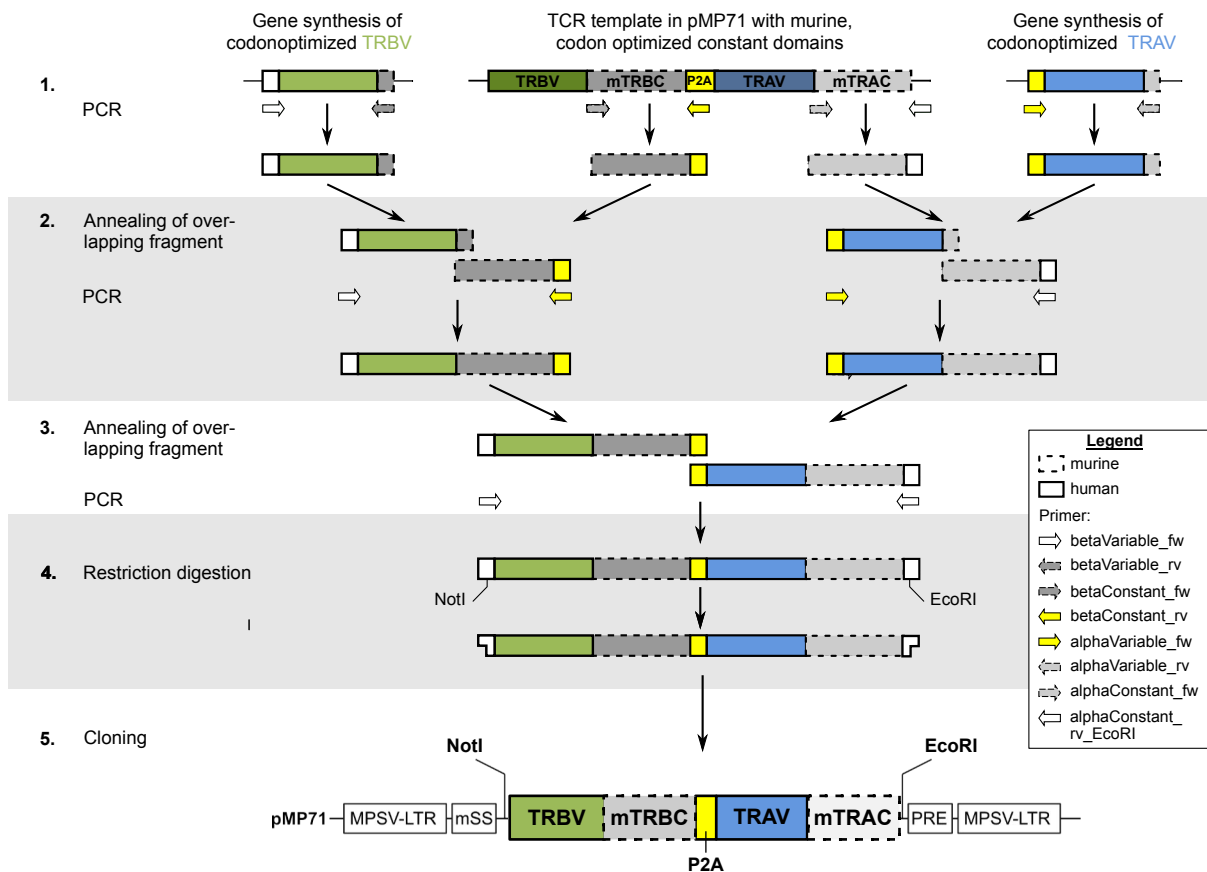 Gene synthesis of
codonoptimized TRBV
TCR template in pMP71 with murine,
codon optimized constant domains
Gene synthesis of
codonoptimized TRAV
1.
TRBV mTRBC P2A TRAV mTRAC
PCR
2. Annealing of over-
lapping fragment
PCR
3. Annealing of over-
lapping fragment
PCR
4. Restriction digestion
NotI EcoRI
I
Legend
murine
human
Primer:
betaVariable_fw
betaVariable_rv
betaConstant_fw
betaConstant_rv
alphaVariable_fw
alphaVariable_rv
alphaConstant_fw
alphaConstant_
rv_EcoRI
5. Cloning
NotI EcoRI
pMP71 MPSV-LTR mSS TRBV mTRBC TRAV mTRAC PRE MPSV-LTR
P2A